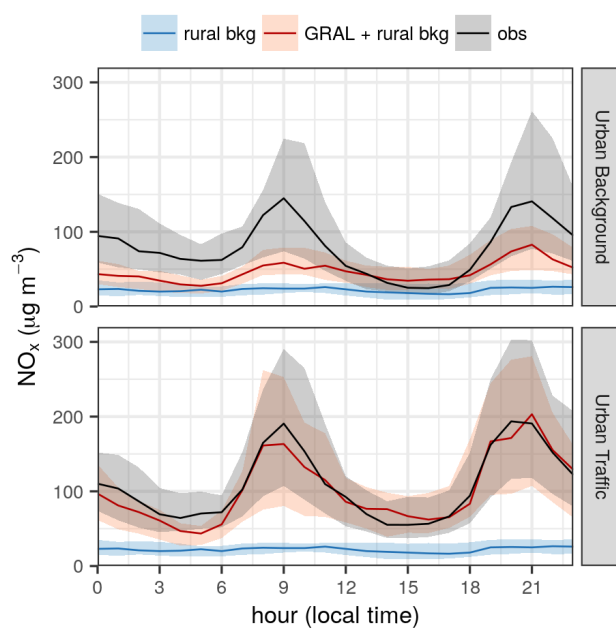 rural bkg GRAL + rural bkg obs
300
200
100
0
Urban Background
300
200
100
0
Urban Traffic
NOₓ (μg m⁻³)
0 3 6 9 12 15 18 21
hour (local time)